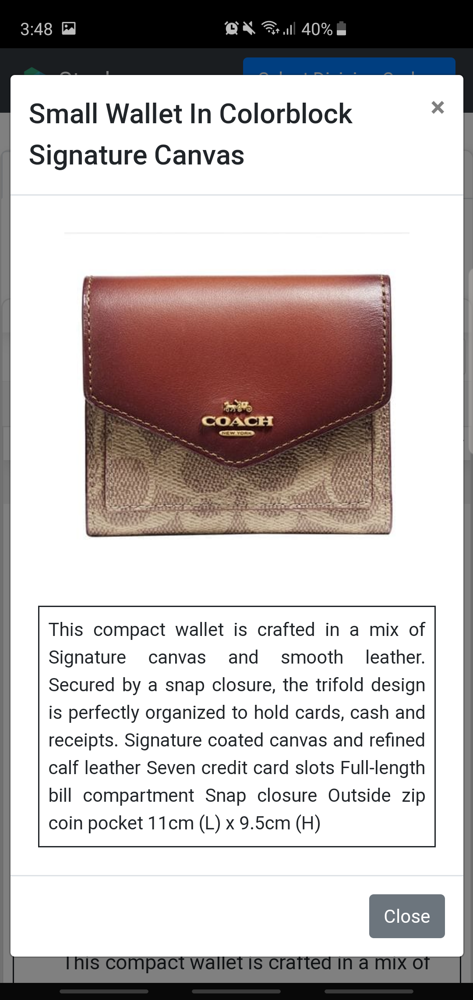 3:48 40%
Small Wallet In Colorblock
Signature Canvas
×
COACH
NEW YORK
This compact wallet is crafted in a mix of
Signature canvas and smooth leather.
Secured by a snap closure, the trifold design
is perfectly organized to hold cards, cash and
receipts. Signature coated canvas and refined
calf leather Seven credit card slots Full-length
bill compartment Snap closure Outside zip
coin pocket 11cm (L) x 9.5cm (H)
Close
This compact wallet is crafted in a mix of